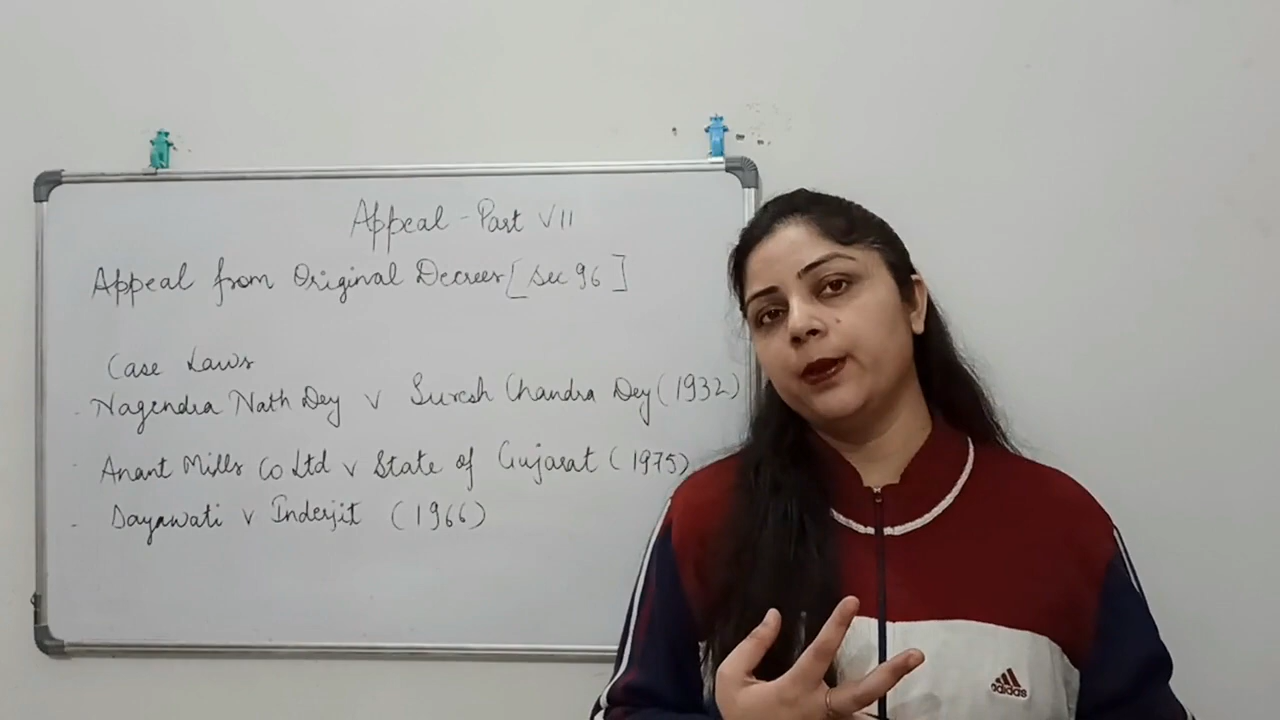 Appeal - Part VII
Appeal from Original Decrees [Sec 96]
Case Laws
- Nagendra Nath Dey v Suresh Chandra Dey (1932)
- Anant Mills Co Ltd v State of Gujarat (1975)
- Dayawati v Inderjit (1966)
adidas